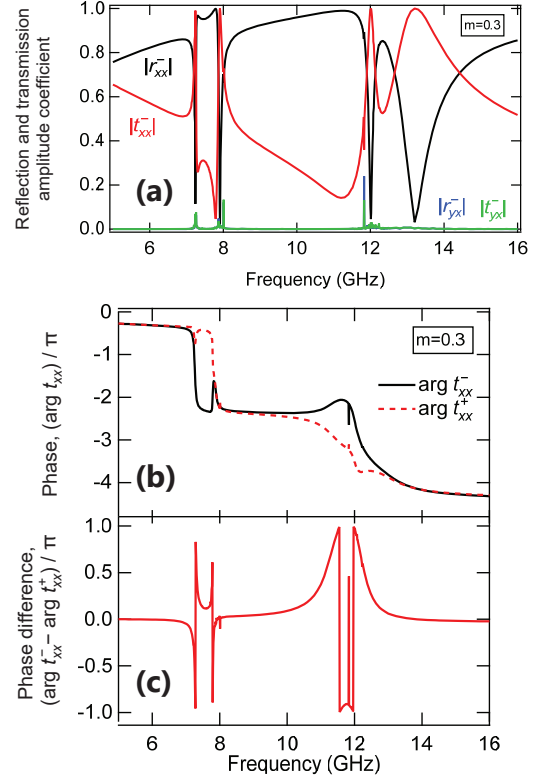 Reflection and transmission
amplitude coefficient
1.0
0.8
0.6
0.4
0.2
0.0
|r⁻xx|
|t⁻xx|
(a)
m=0.3
|r⁻yx| |t⁻yx|
6 8 10 12 14 16
Frequency (GHz)
Phase, (arg txx) / π
0
-1
-2
-3
-4
m=0.3
arg t⁻xx
arg t⁺xx
(b)
Phase difference,
(arg t⁻xx− arg t⁺xx) / π
1.0
0.5
0.0
-0.5
-1.0
(c)
6 8 10 12 14 16
Frequency (GHz)